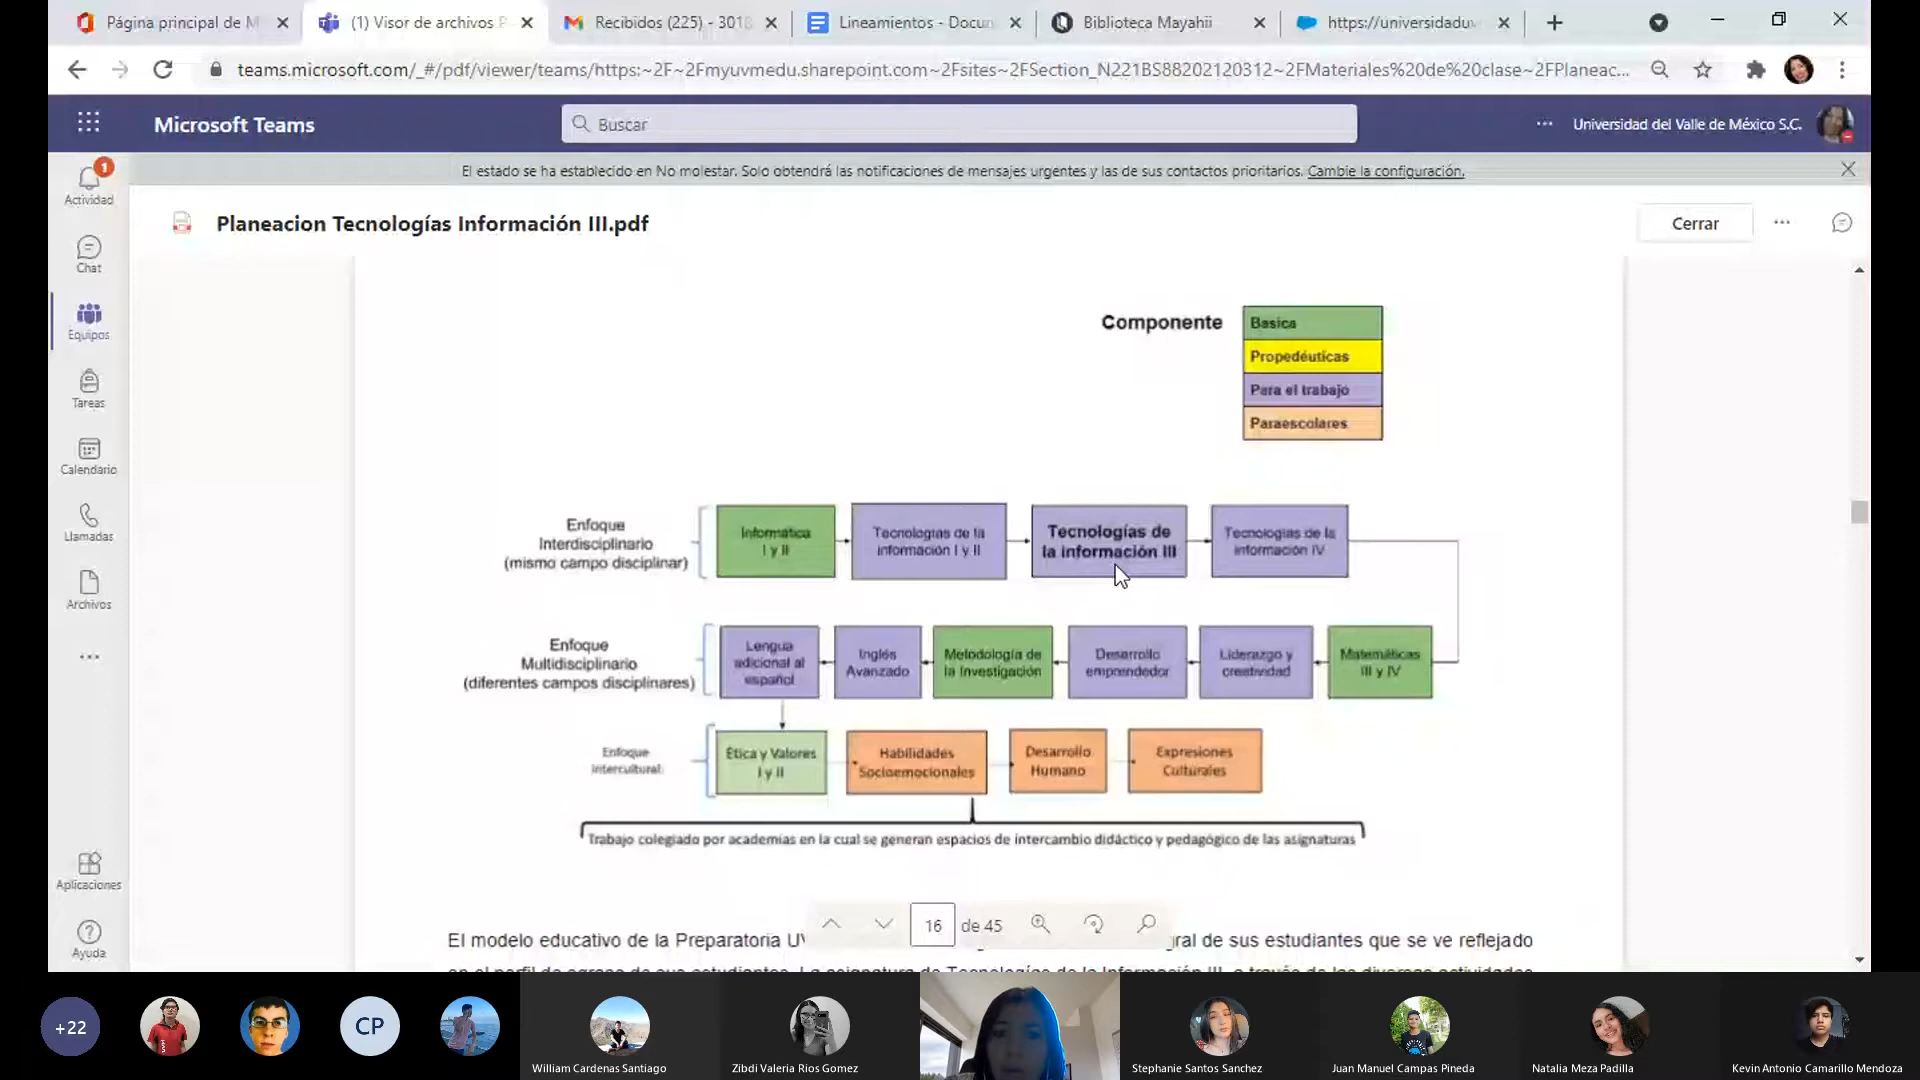 Página principal de M
(1) Visor de archivos P
Recibidos (225) - 3018
Lineamientos - Docun
Biblioteca Mayahii
https://universidaduv
teams.microsoft.com/_#/pdf/viewer/teams/https:~2F~2Fmyuvmedu.sharepoint.com~2Fsites~2FSection_N221BS88202120312~2FMateriales%20de%20clase~2FPlaneac...
Microsoft Teams
Buscar
Universidad del Valle de México S.C.
El estado se ha establecido en No molestar. Solo obtendrá las notificaciones de mensajes urgentes y las de sus contactos prioritarios. Cambie la configuración.
1
Actividad
Chat
Equipos
Tareas
Calendario
Llamadas
Archivos
Aplicaciones
Ayuda
Planeacion Tecnologías Información III.pdf
Cerrar
Componente
Basica
Propedéuticas
Para el trabajo
Paraescolares
Enfoque
Interdisciplinario
(mismo campo disciplinar)
Informática
I y II
Tecnologías de la
información I y II
Tecnologías de
la información III
Tecnologías de la
información IV
Enfoque
Multidisciplinario
(diferentes campos disciplinares)
Lengua
adicional al
español
Inglés
Avanzado
Metodología de
la Investigación
Desarrollo
emprendedor
Liderazgo y
creatividad
Matemáticas
III y IV
Enfoque
intercultural
Ética y Valores
I y II
Habilidades
Socioemocionales
Desarrollo
Humano
Expresiones
Culturales
Trabajo colegiado por academias en la cual se generan espacios de intercambio didáctico y pedagógico de las asignaturas
16 de 45
El modelo educativo de la Preparatoria UV
gral de sus estudiantes que se ve reflejado
+22
CP
William Cardenas Santiago
Zibdi Valeria Rios Gomez
Stephanie Santos Sanchez
Juan Manuel Campas Pineda
Natalia Meza Padilla
Kevin Antonio Camarillo Mendoza